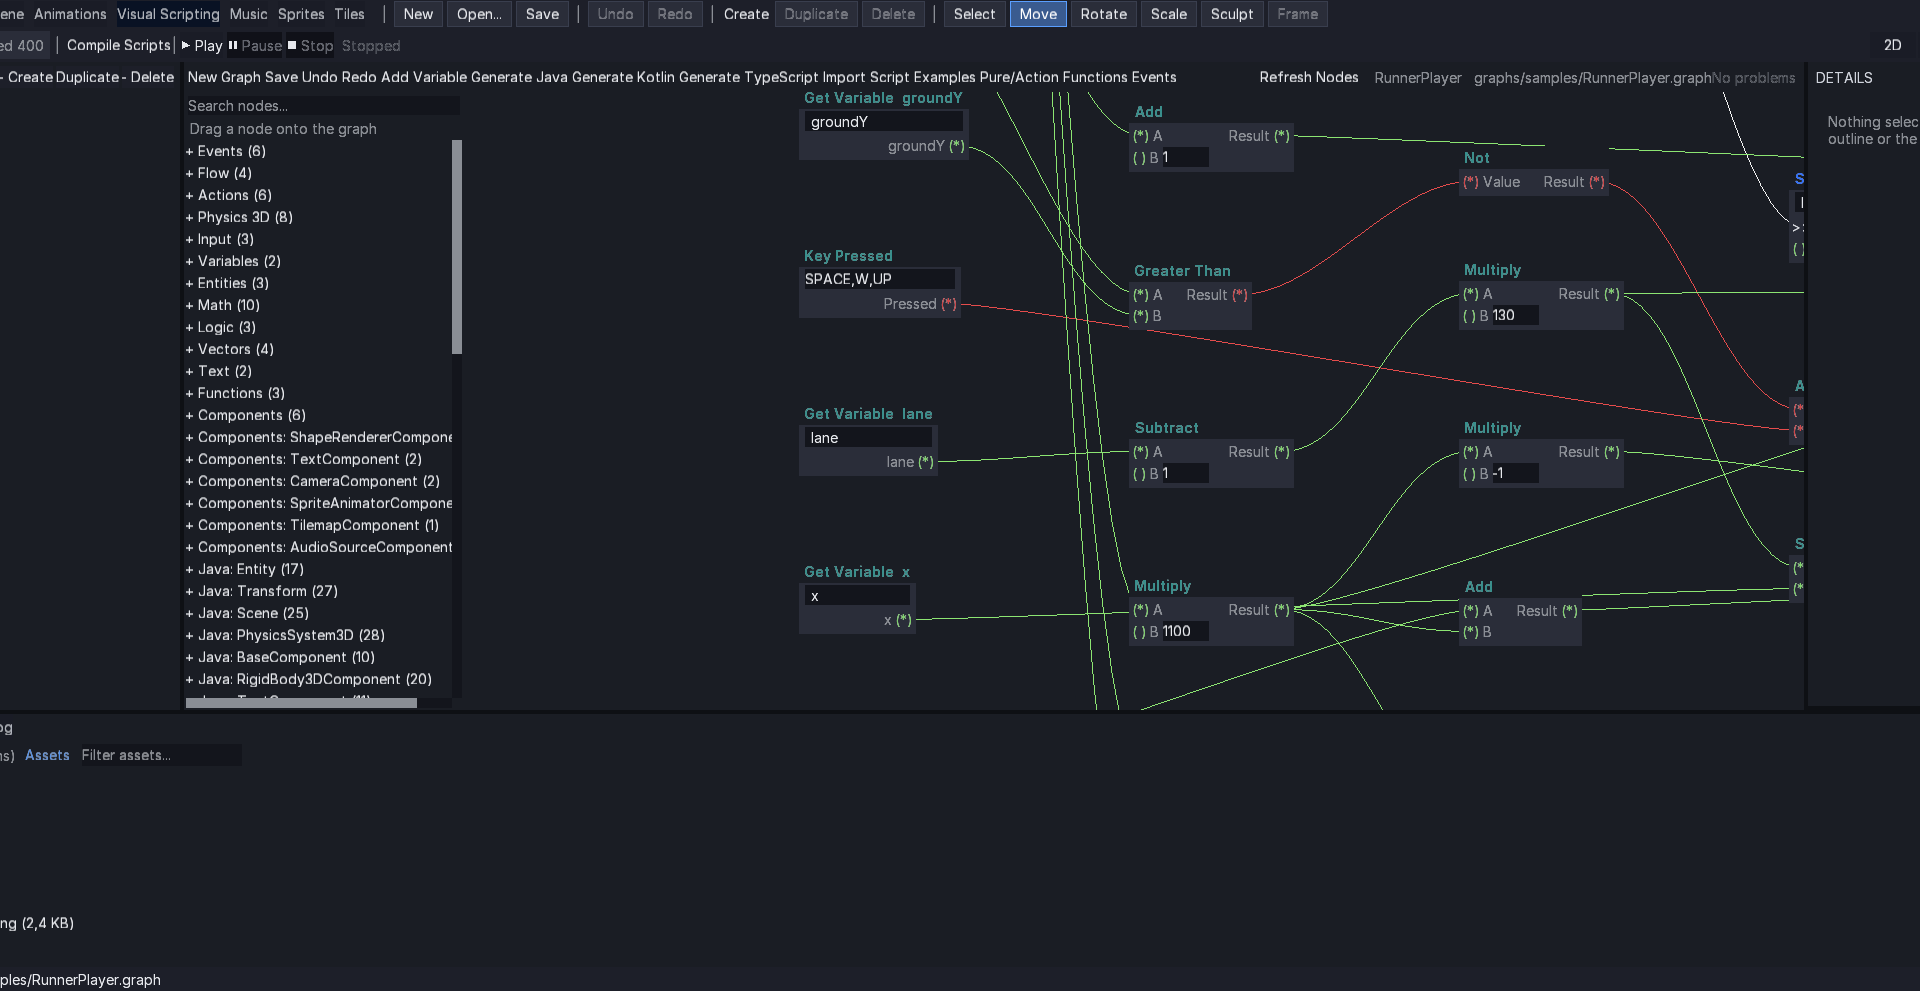 ene Animations Visual Scripting Music Sprites Tiles | New Open... Save | Undo Redo | Create Duplicate Delete | Select Move Rotate Scale Sculpt Frame
ed 400 | Compile Scripts | Play Pause Stop Stopped 2D
- Create Duplicate - Delete
New Graph Save Undo Redo Add Variable Generate Java Generate Kotlin Generate TypeScript Import Script Examples Pure/Action Functions Events Refresh Nodes RunnerPlayer graphs/samples/RunnerPlayer.graph No problems
DETAILS
Nothing selec
outline or the
Search nodes...
Drag a node onto the graph
+ Events (6)
+ Flow (4)
+ Actions (6)
+ Physics 3D (8)
+ Input (3)
+ Variables (2)
+ Entities (3)
+ Math (10)
+ Logic (3)
+ Vectors (4)
+ Text (2)
+ Functions (3)
+ Components (6)
+ Components: ShapeRendererCompone
+ Components: TextComponent (2)
+ Components: CameraComponent (2)
+ Components: SpriteAnimatorCompone
+ Components: TilemapComponent (1)
+ Components: AudioSourceComponent
+ Java: Entity (17)
+ Java: Transform (27)
+ Java: Scene (25)
+ Java: PhysicsSystem3D (28)
+ Java: BaseComponent (10)
+ Java: RigidBody3DComponent (20)
Get Variable groundY
groundY
groundY (*)
Add
(*) A Result (*)
( ) B 1
Not
(*) Value Result (*)
Key Pressed
SPACE,W,UP
Pressed (*)
Greater Than
(*) A Result (*)
(*) B
Multiply
(*) A Result (*)
( ) B 130
Get Variable lane
lane
lane (*)
Subtract
(*) A Result (*)
( ) B 1
Multiply
(*) A Result (*)
( ) B -1
Get Variable x
x
x (*)
Multiply
(*) A Result (*)
( ) B 1100
Add
(*) A Result (*)
(*) B
S
A
S
og
ns) Assets Filter assets...
ng (2,4 KB)
ples/RunnerPlayer.graph